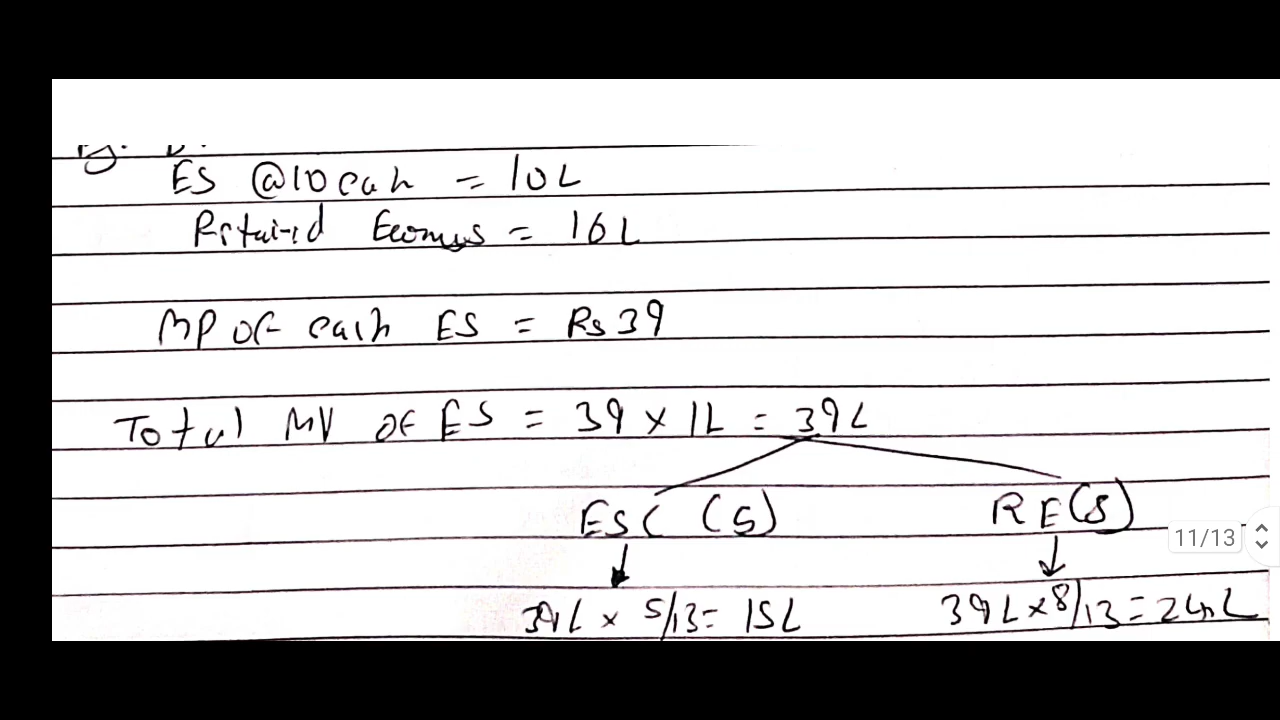 ES @10 each = 10L
Retained Earnings = 16L
MP OF each ES = Rs 39
Total MV OF ES = 39 × 1L = 39L
ESC (5) RE(8)
39L × 5/13 = 15L 39L × 8/13 = 24L
11/13